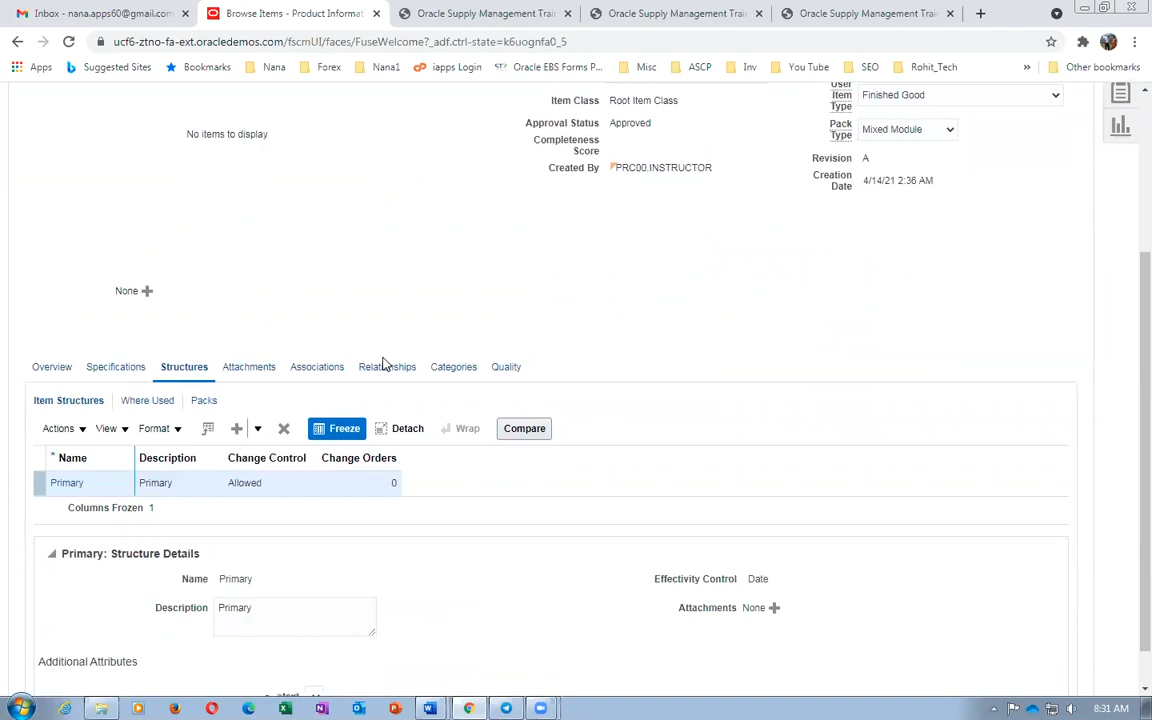 Inbox - nana.apps60@gmail.com
Browse Items - Product Informat
Oracle Supply Management Trai
Oracle Supply Management Trai
Oracle Supply Management Trai
ucf6-ztno-fa-ext.oracledemos.com/fscmUI/faces/FuseWelcome?_adf.ctrl-state=k6uognfa0_5
Apps Suggested Sites Bookmarks Nana Forex Nana1 iapps Login Oracle EBS Forms P... Misc ASCP Inv You Tube SEO Rohit_Tech » Other bookmarks
No items to display
Item Class Root Item Class
Approval Status Approved
Completeness
Score
Created By PRC00.INSTRUCTOR
User
Item
Type
Finished Good
Pack
Type
Mixed Module
Revision A
Creation
Date
4/14/21 2:36 AM
None
Overview Specifications Structures Attachments Associations Relationships Categories Quality
Item Structures Where Used Packs
Actions View Format Freeze Detach Wrap Compare
* Name Description Change Control Change Orders
Primary Primary Allowed 0
Columns Frozen 1
Primary: Structure Details
Name Primary
Effectivity Control Date
Description Primary
Attachments None
Additional Attributes
8:31 AM